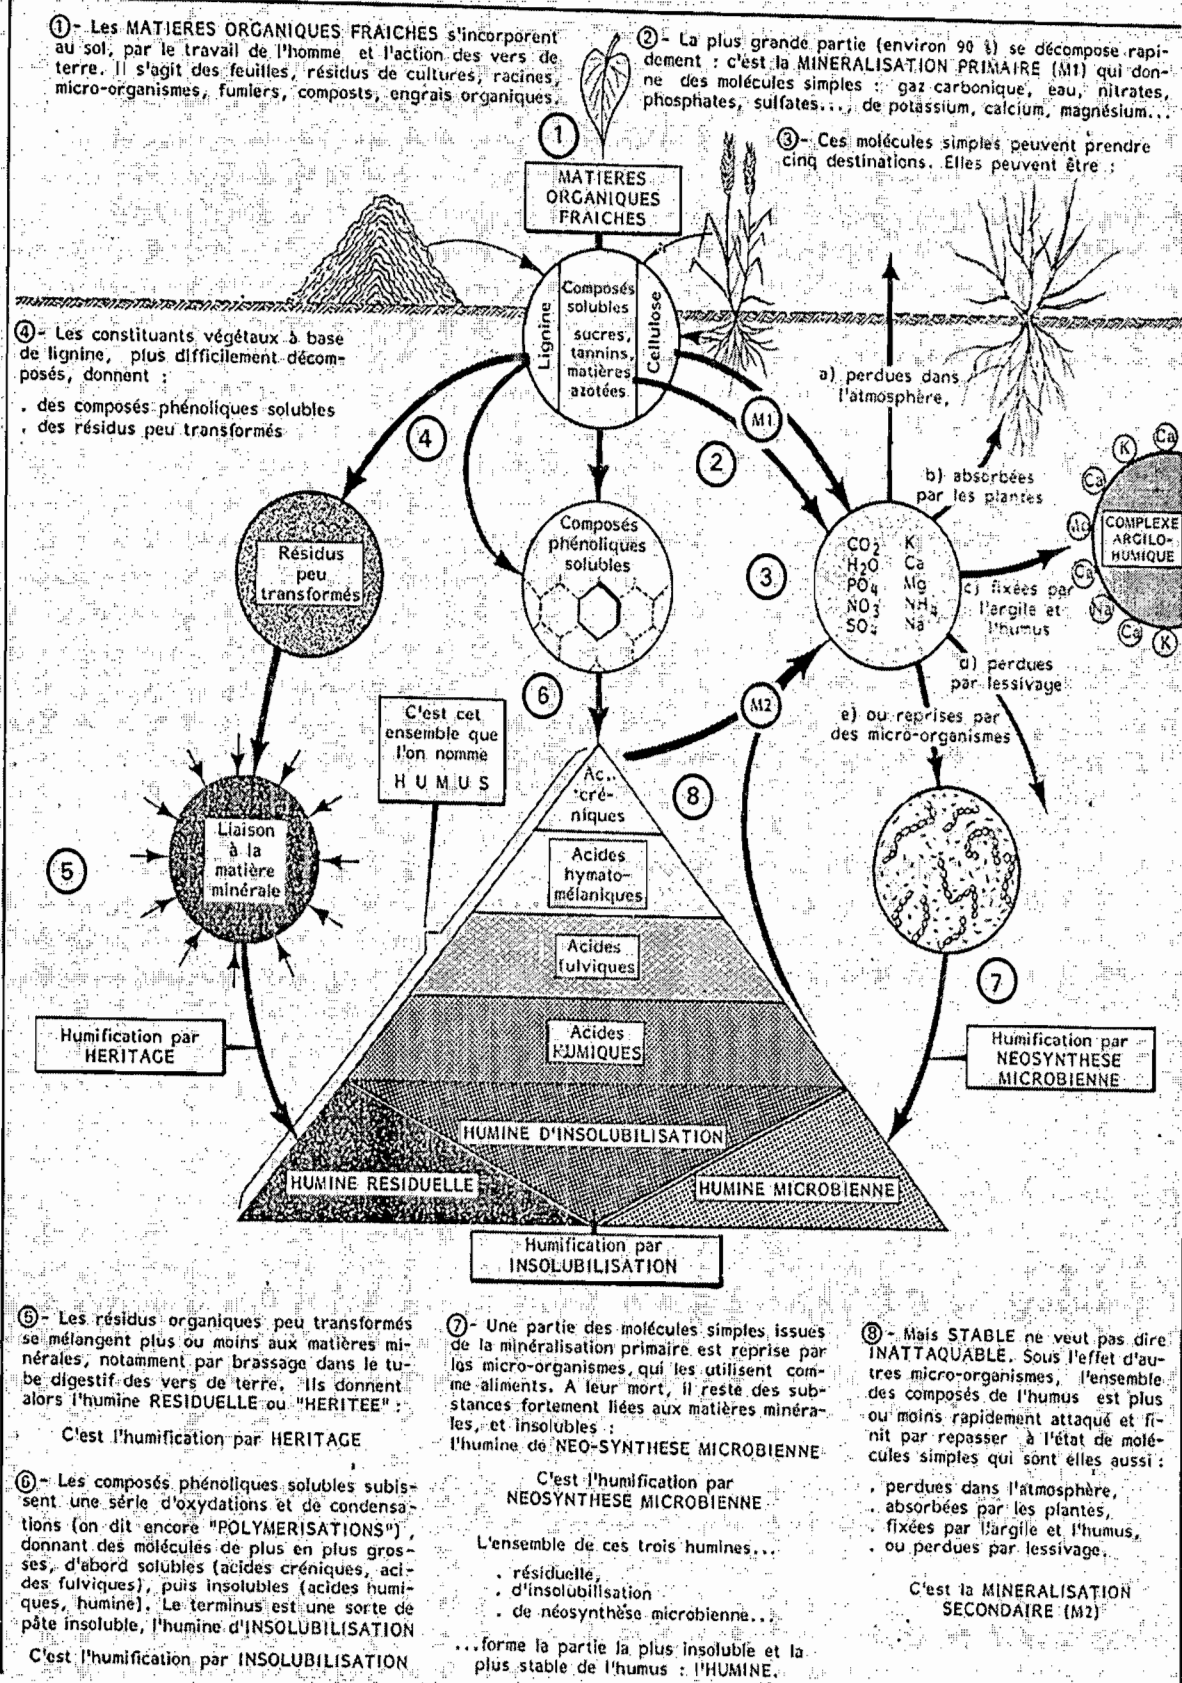 ①- Les MATIERES ORGANIQUES FRAICHES s'incorporent
au sol, par le travail de l'homme et l'action des vers de
terre. Il s'agit des feuilles, résidus de cultures, racines,
micro-organismes, fumiers, composts, engrais organiques.
②- La plus grande partie (environ 90 %) se décompose rapi-
dement : c'est la MINERALISATION PRIMAIRE (M1) qui don-
ne des molécules simples : gaz carbonique, eau, nitrates,
phosphates, sulfates..., de potassium, calcium, magnésium...
③- Ces molécules simples peuvent prendre
cinq destinations. Elles peuvent être :
1
MATIERES
ORGANIQUES
FRAICHES
Lignine
Composés
solubles
sucres,
tannins,
matières
azotées
Cellulose
④- Les constituants végétaux à base
de lignine, plus difficilement décom-
posés, donnent :
. des composés phénoliques solubles
. des résidus peu transformés
a) perdues dans
l'atmosphère,
M1
4
2
b) absorbées
par les plantes
K
Ca
Ca
Mg
Ca
Na
Ca
K
COMPLEXE
ARGILO-
HUMIQUE
Résidus
peu
transformés
Composés
phénoliques
solubles
3
CO2 K
H2O Ca
PO4 Mg
NO3 NH4
SO4 Na
c) fixées par
l'argile et
l'humus
d) perdues
par lessivage
6
M2
e) ou reprises par
des micro-organismes
C'est cet
ensemble que
l'on nomme
HUMUS
8
Ac.
cré-
niques
5
Liaison
à la
matière
minérale
Acides
hymato-
mélaniques
Acides
fulviques
7
Humification par
HERITAGE
Acides
HUMIQUES
Humification par
NEOSYNTHESE
MICROBIENNE
HUMINE D'INSOLUBILISATION
HUMINE RESIDUELLE
HUMINE MICROBIENNE
Humification par
INSOLUBILISATION
⑤- Les résidus organiques peu transformés
se mélangent plus ou moins aux matières mi-
nérales, notamment par brassage dans le tu-
be digestif des vers de terre. Ils donnent
alors l'humine RESIDUELLE ou "HERITEE" :
C'est l'humification par HERITAGE
⑥- Les composés phénoliques solubles subis-
sent une série d'oxydations et de condensa-
tions (on dit encore "POLYMERISATIONS"),
donnant des molécules de plus en plus gros-
ses, d'abord solubles (acides créniques, aci-
des fulviques), puis insolubles (acides humi-
ques, humine). Le terminus est une sorte de
pâte insoluble, l'humine d'INSOLUBILISATION
C'est l'humification par INSOLUBILISATION
⑦- Une partie des molécules simples issues
de la minéralisation primaire est reprise par
les micro-organismes, qui les utilisent com-
me aliments. A leur mort, il reste des sub-
stances fortement liées aux matières minéra-
les, et insolubles :
l'humine de NEO-SYNTHESE MICROBIENNE
C'est l'humification par
NEOSYNTHESE MICROBIENNE
L'ensemble de ces trois humines...
. résiduelle,
. d'insolubilisation
. de néosynthèse microbienne...
...forme la partie la plus insoluble et la
plus stable de l'humus : l'HUMINE.
⑧- Mais STABLE ne veut pas dire
INATTAQUABLE. Sous l'effet d'au-
tres micro-organismes, l'ensemble
des composés de l'humus est plus
ou moins rapidement attaqué et fi-
nit par repasser à l'état de molé-
cules simples qui sont elles aussi :
. perdues dans l'atmosphère,
. absorbées par les plantes,
. fixées par l'argile et l'humus,
. ou perdues par lessivage.
C'est la MINERALISATION
SECONDAIRE (M2)